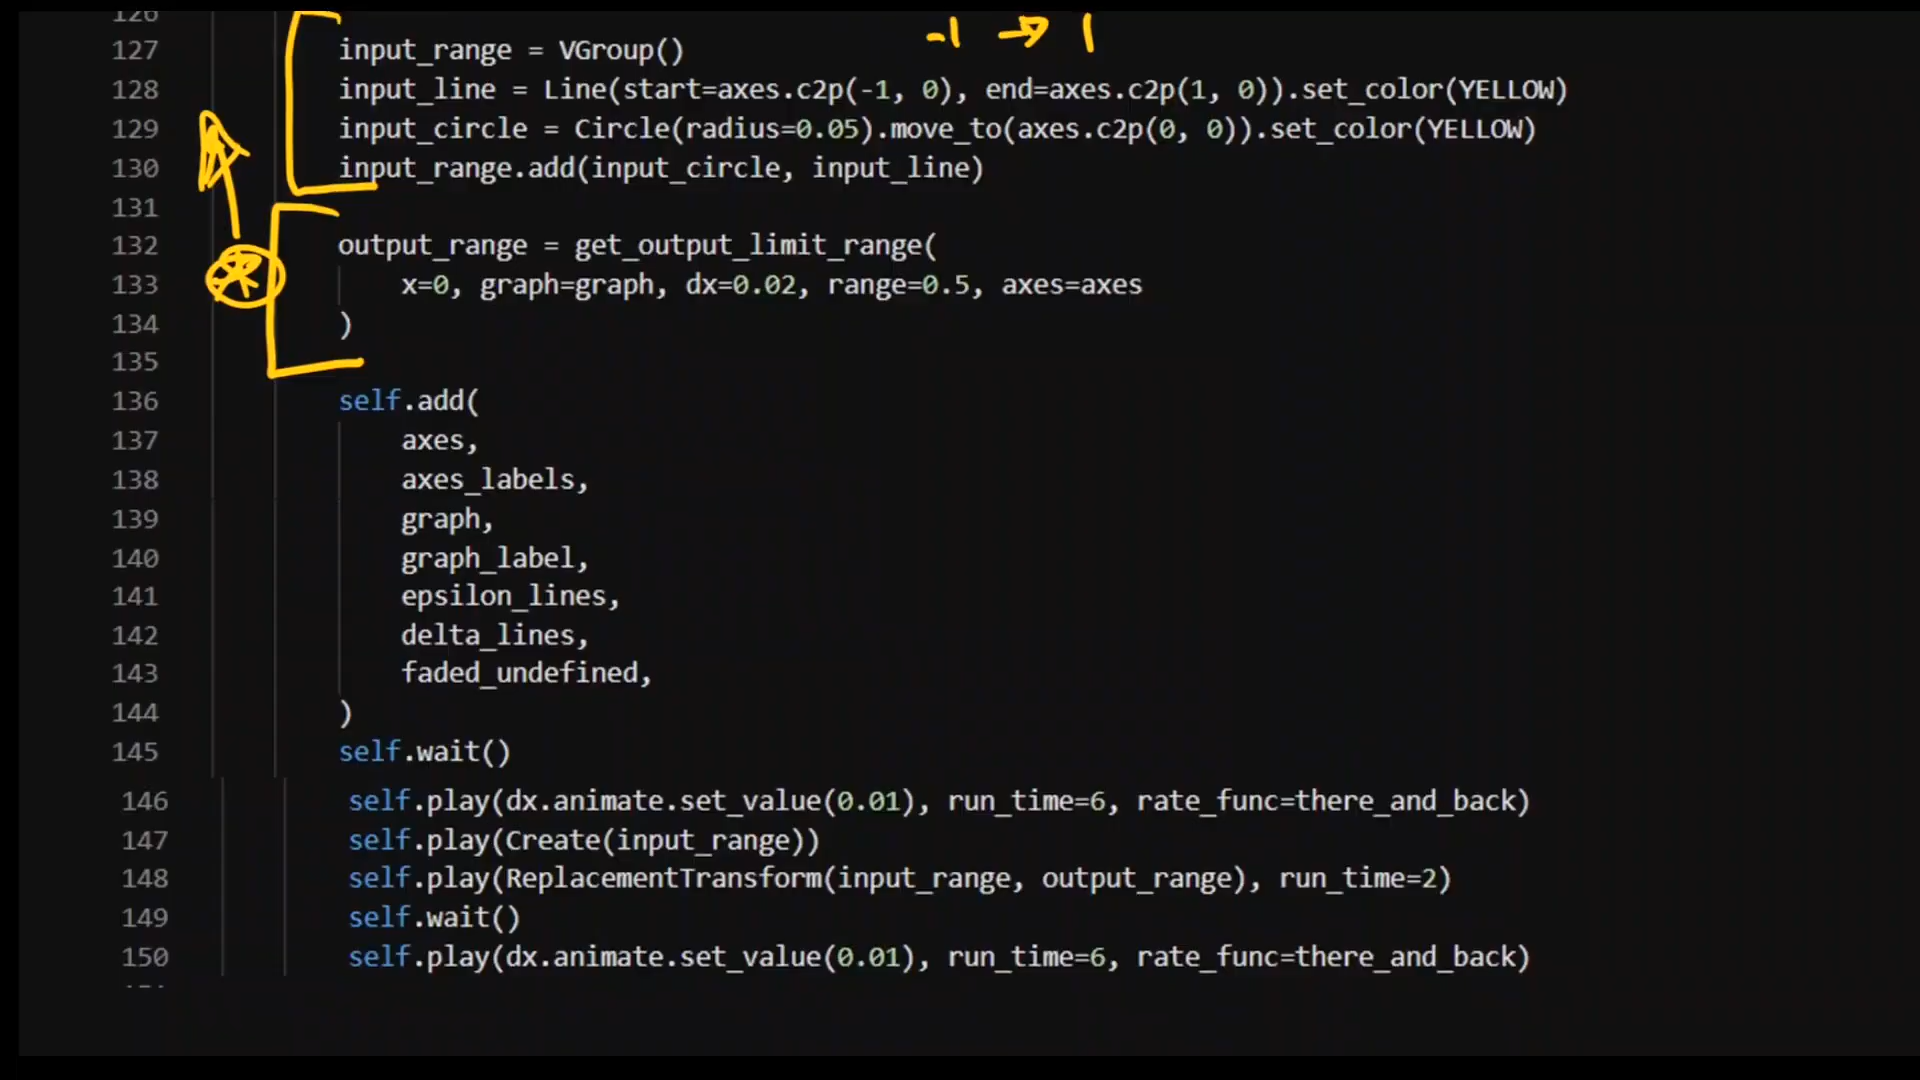 126
-1 → 1
127 input_range = VGroup()
128 input_line = Line(start=axes.c2p(-1, 0), end=axes.c2p(1, 0)).set_color(YELLOW)
129 input_circle = Circle(radius=0.05).move_to(axes.c2p(0, 0)).set_color(YELLOW)
130 input_range.add(input_circle, input_line)
131
132 output_range = get_output_limit_range(
133 x=0, graph=graph, dx=0.02, range=0.5, axes=axes
134 )
135
136 self.add(
137 axes,
138 axes_labels,
139 graph,
140 graph_label,
141 epsilon_lines,
142 delta_lines,
143 faded_undefined,
144 )
145 self.wait()
146 self.play(dx.animate.set_value(0.01), run_time=6, rate_func=there_and_back)
147 self.play(Create(input_range))
148 self.play(ReplacementTransform(input_range, output_range), run_time=2)
149 self.wait()
150 self.play(dx.animate.set_value(0.01), run_time=6, rate_func=there_and_back)